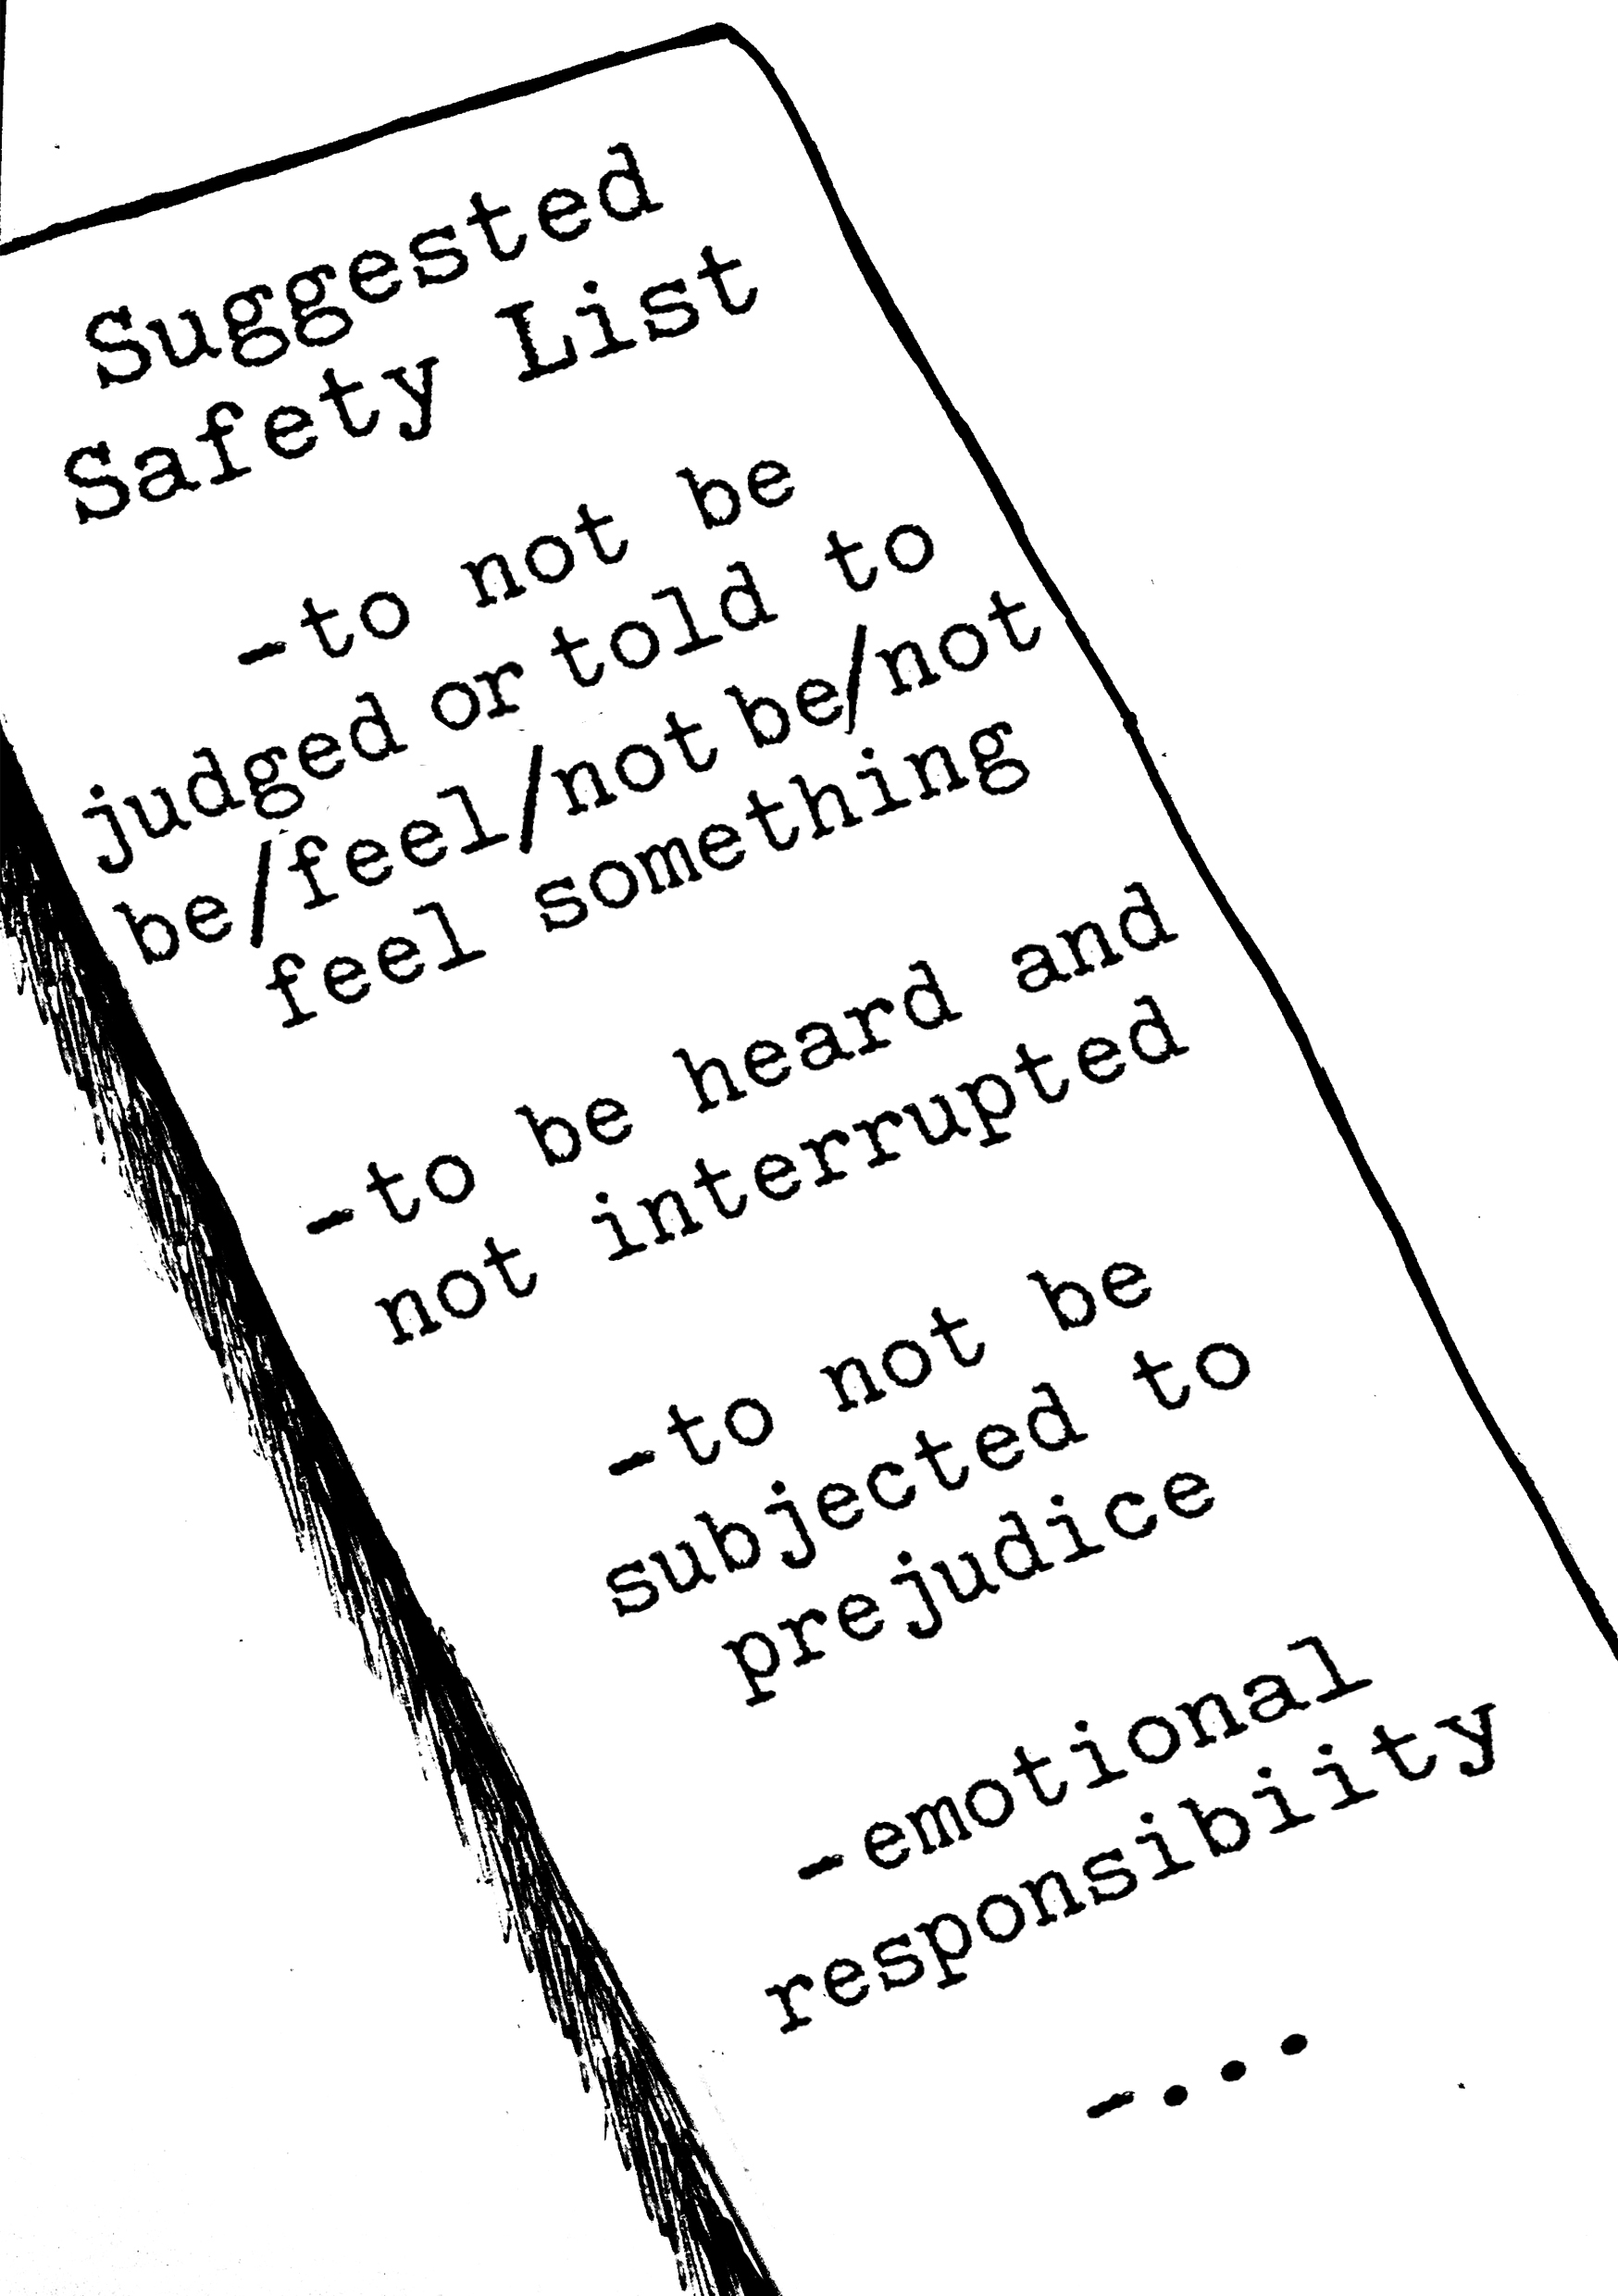 Suggested
Safety List
-to not be
judged or told to
be/feel/not be/not
feel something
-to be heard and
not interrupted
-to not be
subjected to
prejudice
-emotional
responsibiity
-...